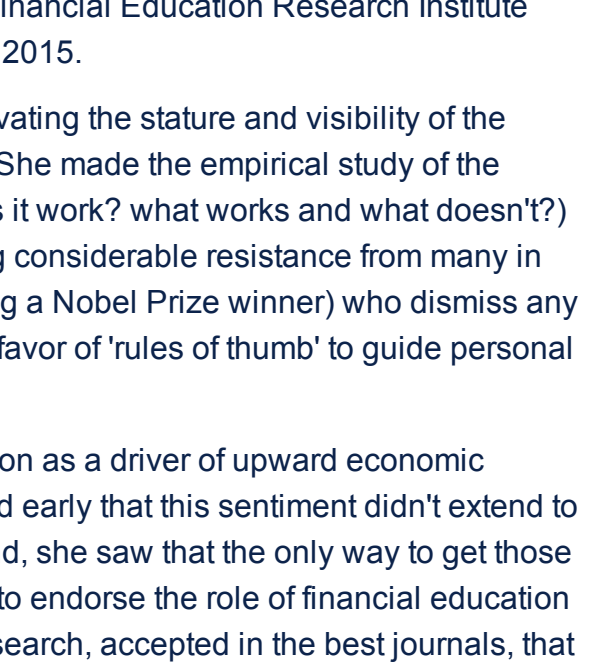 Financial Education Research Institute
2015.
vating the stature and visibility of the
She made the empirical study of the
s it work? what works and what doesn't?)
g considerable resistance from many in
g a Nobel Prize winner) who dismiss any
favor of 'rules of thumb' to guide personal
on as a driver of upward economic
d early that this sentiment didn't extend to
d, she saw that the only way to get those
to endorse the role of financial education
search, accepted in the best journals, that